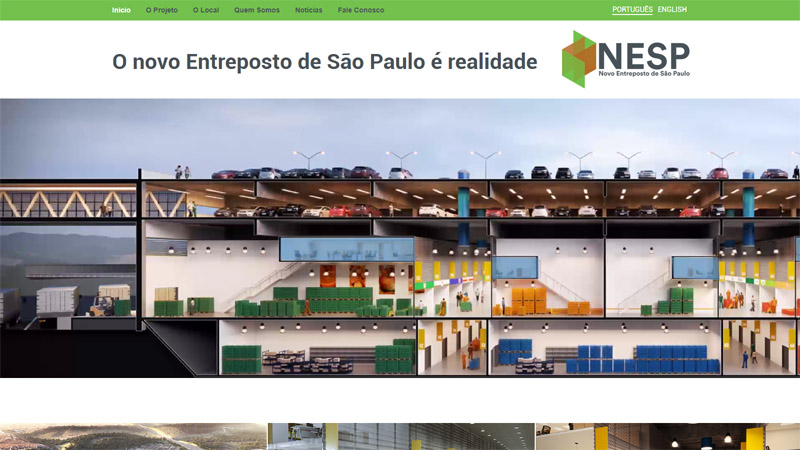 Início O Projeto O Local Quem Somos Notícias Fale Conosco PORTUGUÊS ENGLISH
O novo Entreposto de São Paulo é realidade
NESP
Novo Entreposto de São Paulo